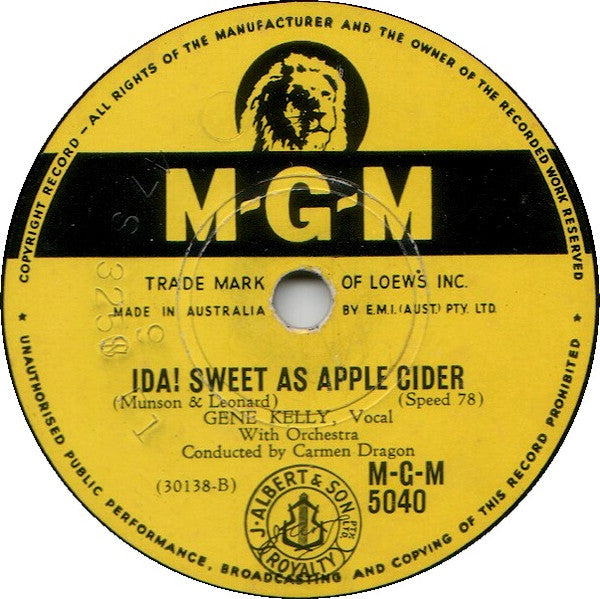 COPYRIGHT RECORD – ALL RIGHTS OF THE MANUFACTURER AND THE OWNER OF THE RECORDED WORK RESERVED
M-G-M
TRADE MARK OF LOEW'S INC.
MADE IN AUSTRALIA BY E.M.I. (AUST) PTY. LTD.
IDA! SWEET AS APPLE CIDER
(Munson & Leonard) (Speed 78)
GENE KELLY, Vocal
With Orchestra
Conducted by Carmen Dragon
(30138-B)
M-G-M
5040
J. ALBERT & SON
PTY LTD.
ROYALTY
★ UNAUTHORISED PUBLIC PERFORMANCE, BROADCASTING AND COPYING OF THIS RECORD PROHIBITED ★